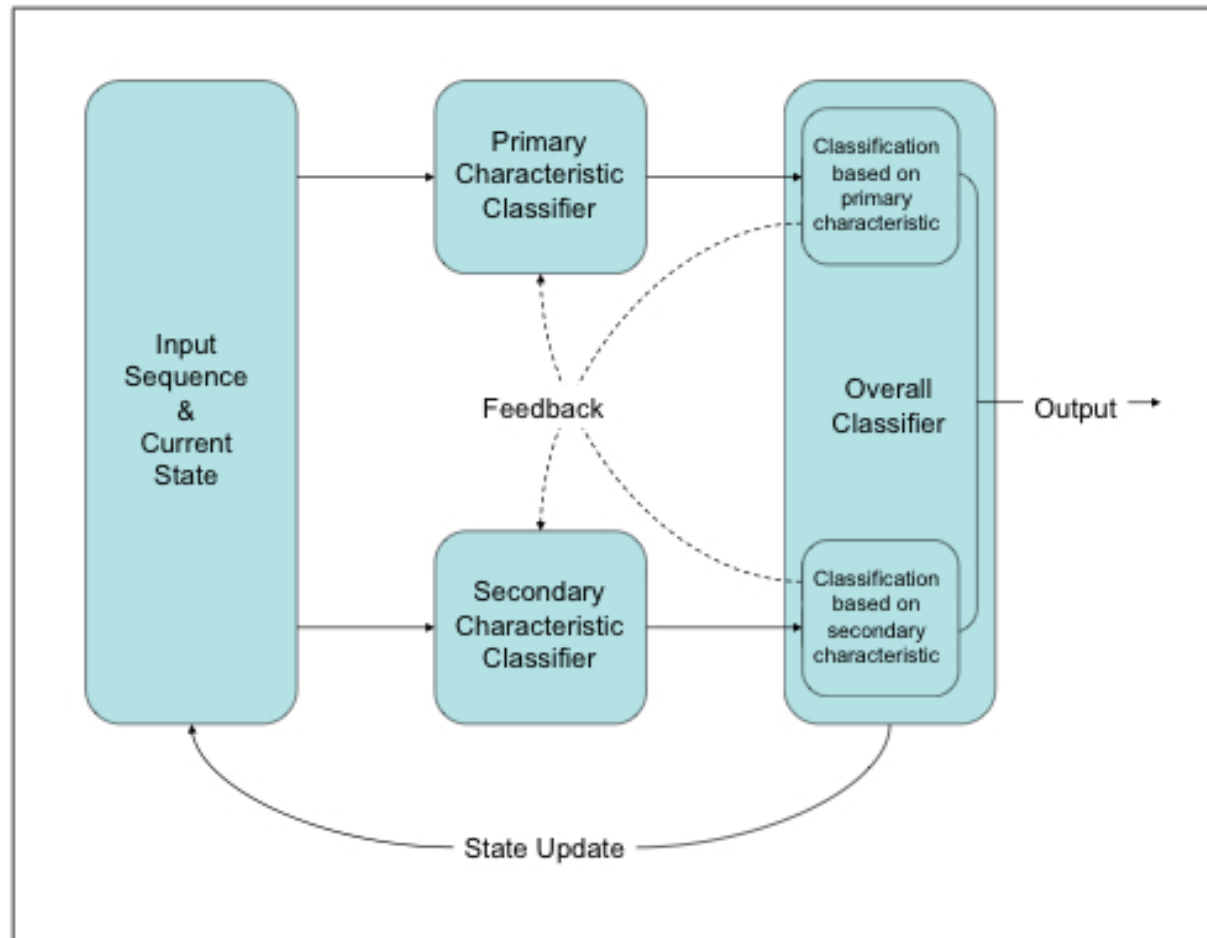 Input
Sequence
&
Current
State
Primary
Characteristic
Classifier
Feedback
Secondary
Characteristic
Classifier
Classification
based on
primary
characteristic
Overall
Classifier
Classification
based on
secondary
characteristic
Output
State Update